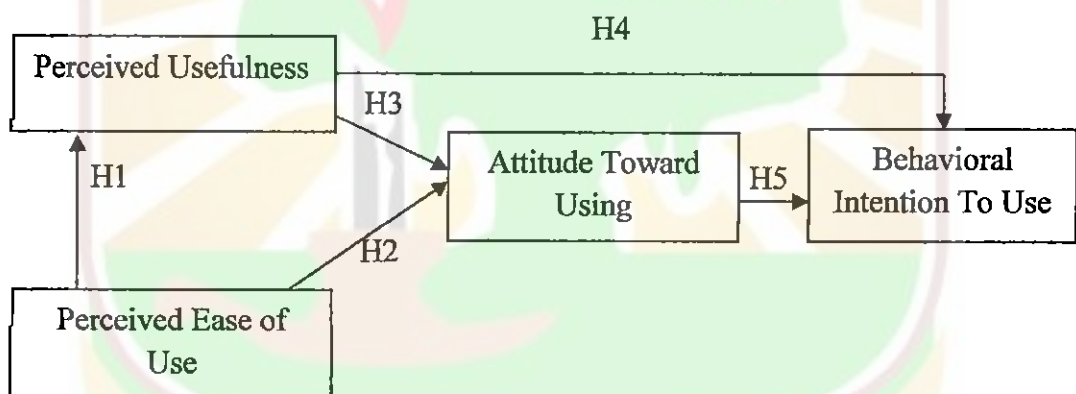 H4
Perceived Usefulness
H3
H1
Attitude Toward
Using
H5
Behavioral
Intention To Use
H2
Perceived Ease of
Use